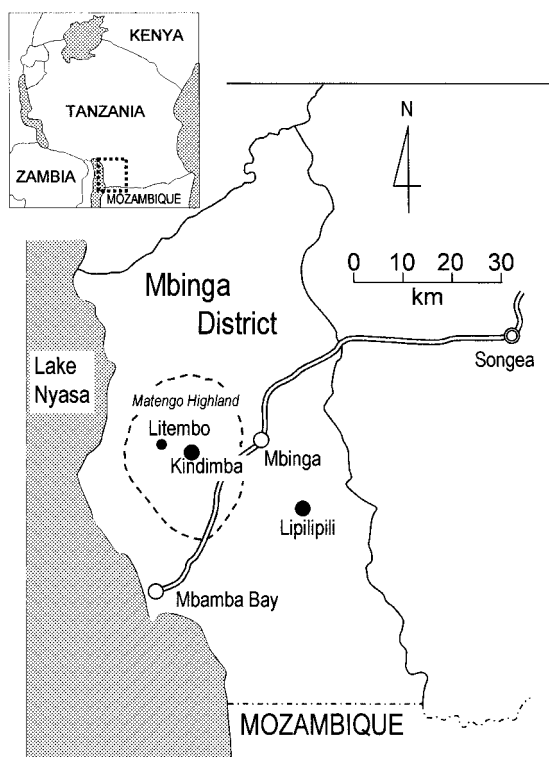 KENYA
TANZANIA
ZAMBIA
MOZAMBIQUE
N
0 10 20 30
km
Mbinga
District
Songea
Lake
Nyasa
Matengo Highland
Litembo
Kindimba
Mbinga
Lipilipili
Mbamba Bay
MOZAMBIQUE